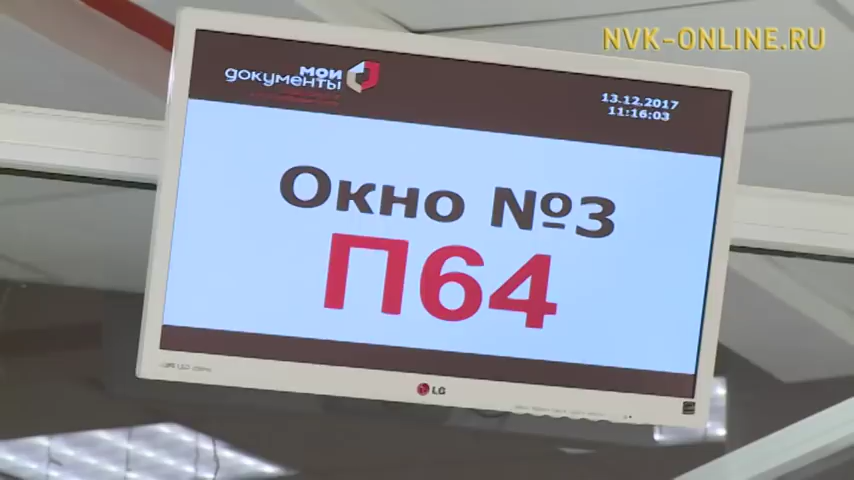 NVK-ONLINE.RU
мои
документы
13.12.2017
11:16:03
Окно №3
П64
LG